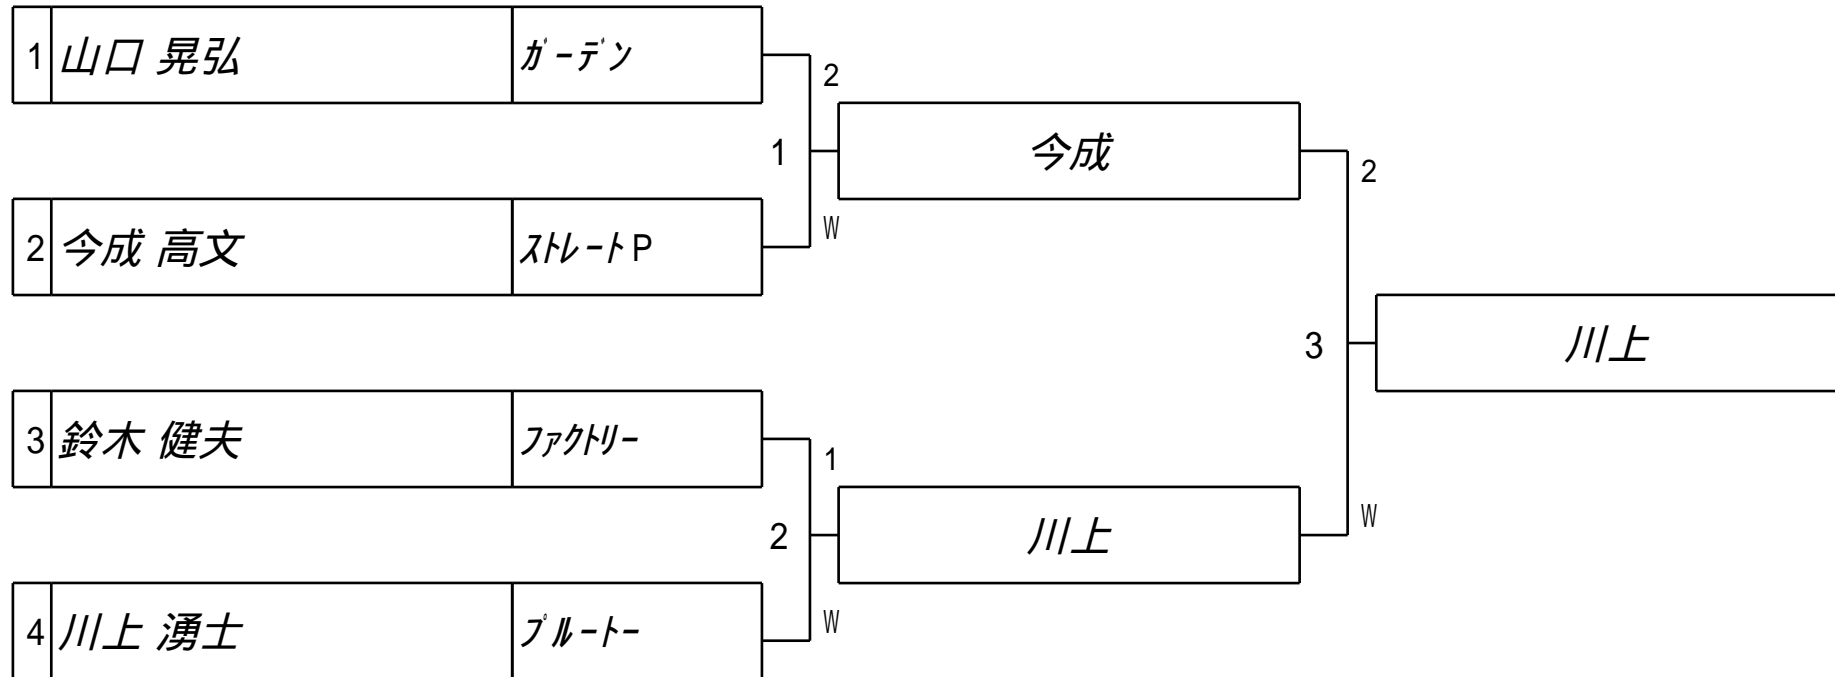 1 山口 晃弘 ｶﾞｰﾃﾞﾝ
2
1
今成
2
2 今成 高文 ｽﾄﾚｰﾄP
W
3
川上
3 鈴木 健夫 ﾌｧｸﾄﾘｰ
1
2
川上
W
4 川上 湧士 ﾌﾟﾙｰﾄｰ
W